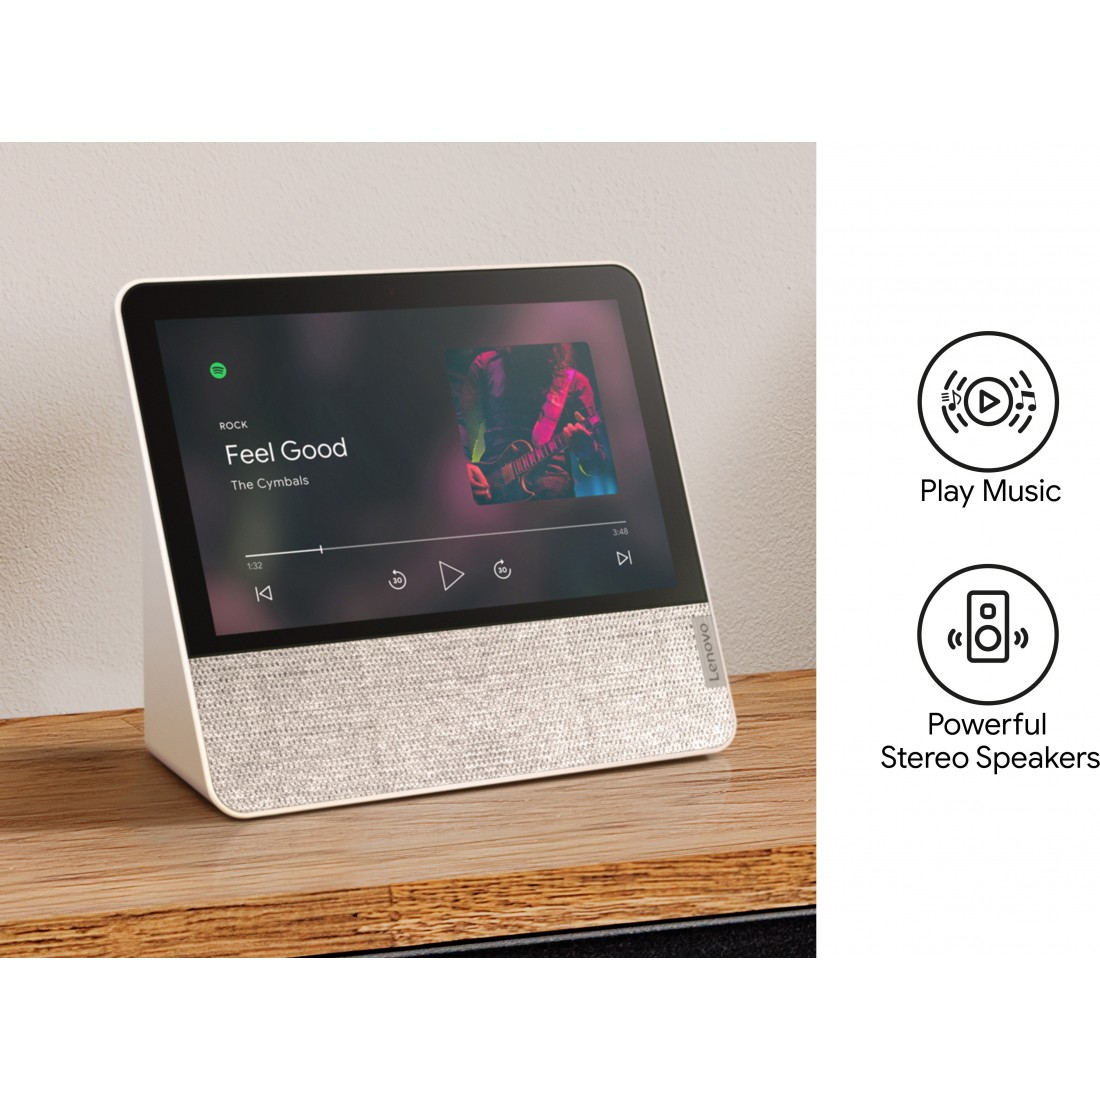 ROCK
Feel Good
The Cymbals
1:32
3:48
30
30
Lenovo
Play Music
Powerful
Stereo Speakers